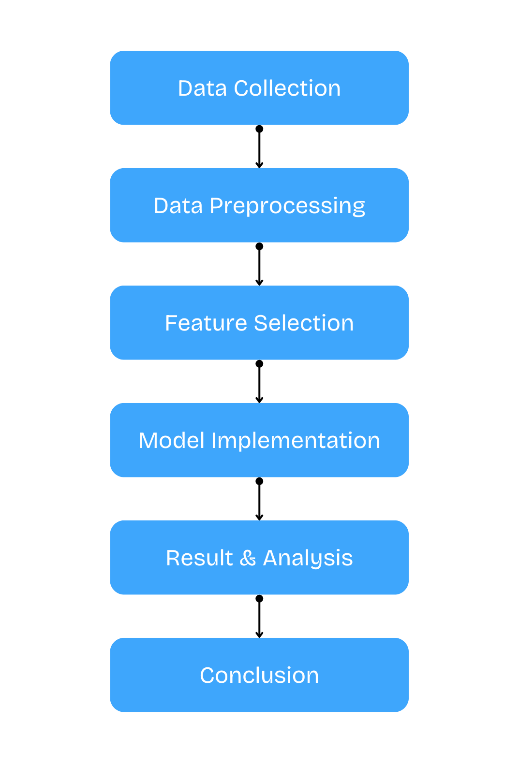 Data Collection
Data Preprocessing
Feature Selection
Model Implementation
Result & Analysis
Conclusion